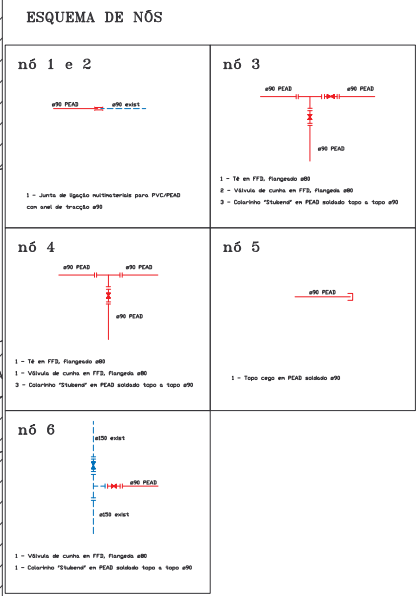 ESQUEMA DE NÓS
nó 1 e 2
ø90 PEAD
ø90 exist
1 - Junta de ligação multimateriais para PVC/PEAD
com anel de tracção ø90
nó 3
ø90 PEAD
ø90 PEAD
ø90 PEAD
1 - Tê em FFD, flangeado ø80
2 - Válvula de cunha em FFD, flangeda ø80
3 - Colarinho "Stubend" em PEAD soldado topo a topo ø90
nó 4
ø90 PEAD
ø90 PEAD
ø90 PEAD
1 - Tê em FFD, flangeado ø80
1 - Válvula de cunha em FFD, flangeda ø80
3 - Colarinho "Stubend" em PEAD soldado topo a topo ø90
nó 5
ø90 PEAD
1 - Topo cego em PEAD soldado ø90
nó 6
ø150 exist
ø90 PEAD
ø150 exist
1 - Válvula de cunha em FFD, flangeda ø80
1 - Colarinho "Stubend" em PEAD soldado topo a topo ø90